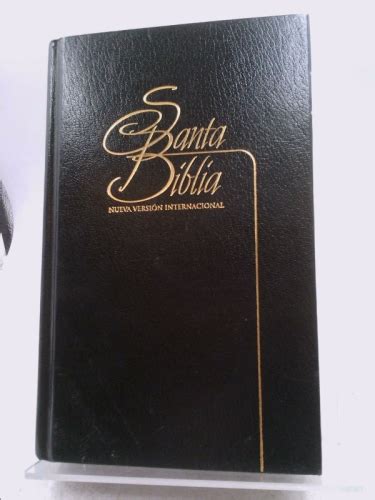 Santa
Biblia
NUEVA VERSIÓN INTERNACIONAL